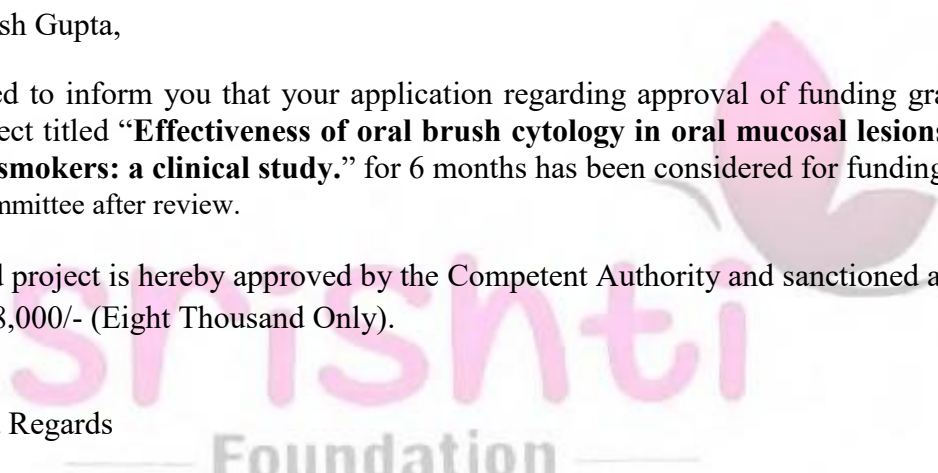 sh Gupta,
ed to inform you that your application regarding approval of funding gra
ect titled “Effectiveness of oral brush cytology in oral mucosal lesions
smokers: a clinical study.” for 6 months has been considered for funding
mmittee after review.
d project is hereby approved by the Competent Authority and sanctioned a
8,000/- (Eight Thousand Only).
srishti
Regards
Foundation